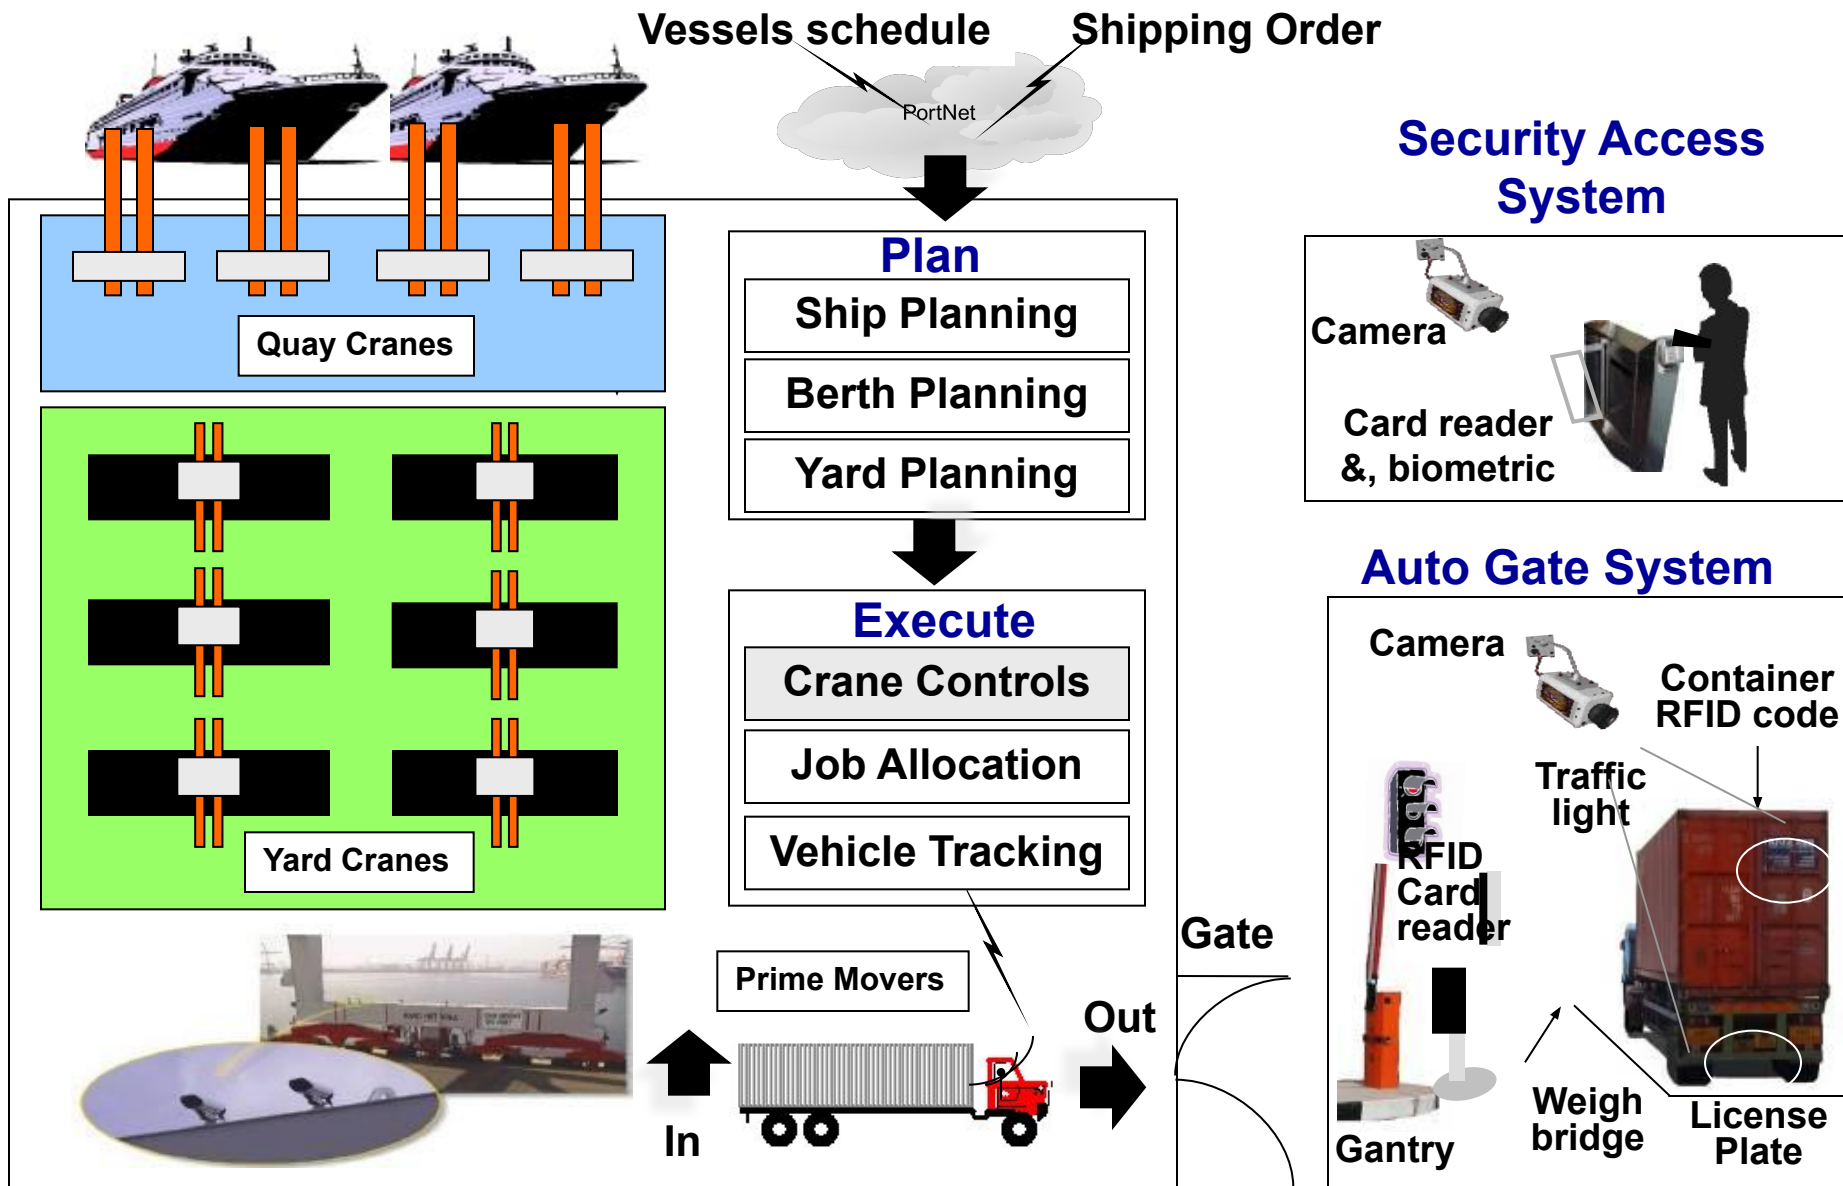 Vessels schedule
Shipping Order
PortNet
Security Access
System
Plan
Ship Planning
Berth Planning
Yard Planning
Quay Cranes
Camera
Card reader
&, biometric
Auto Gate System
Execute
Crane Controls
Job Allocation
Vehicle Tracking
Yard Cranes
Camera
Container
RFID code
Traffic
light
RFID
Card
reader
Gate
Prime Movers
Out
In
Weigh
bridge
License
Plate
Gantry